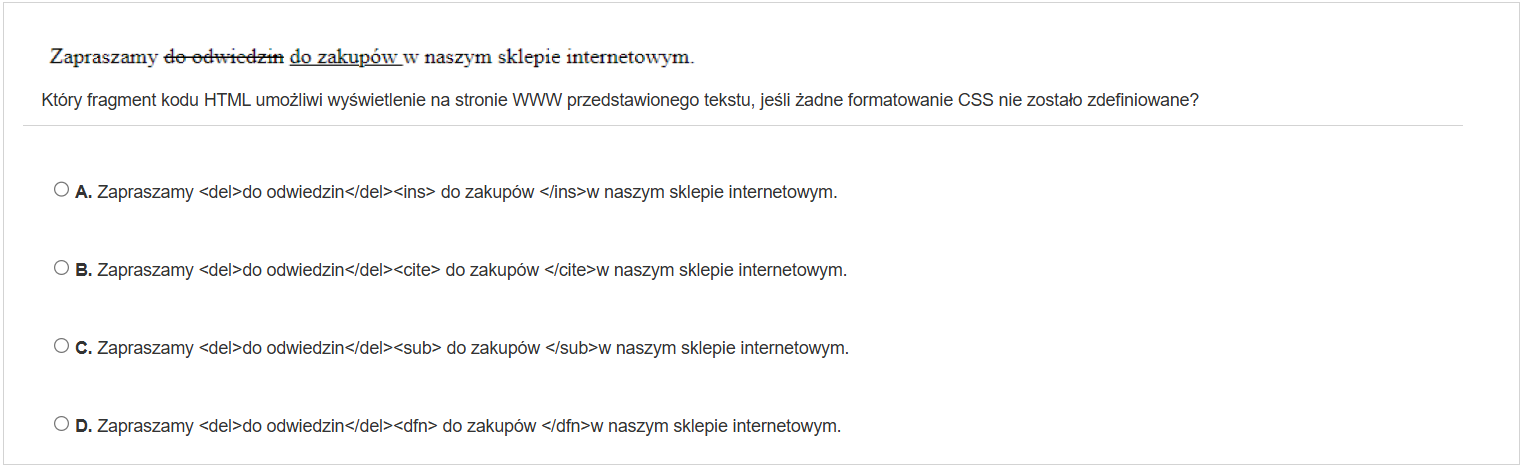 Zapraszamy do odwiedzin do zakupów w naszym sklepie internetowym.
Który fragment kodu HTML umożliwi wyświetlenie na stronie WWW przedstawionego tekstu, jeśli żadne formatowanie CSS nie zostało zdefiniowane?
A. Zapraszamy <del>do odwiedzin</del><ins> do zakupów </ins>w naszym sklepie internetowym.
B. Zapraszamy <del>do odwiedzin</del><cite> do zakupów </cite>w naszym sklepie internetowym.
C. Zapraszamy <del>do odwiedzin</del><sub> do zakupów </sub>w naszym sklepie internetowym.
D. Zapraszamy <del>do odwiedzin</del><dfn> do zakupów </dfn>w naszym sklepie internetowym.